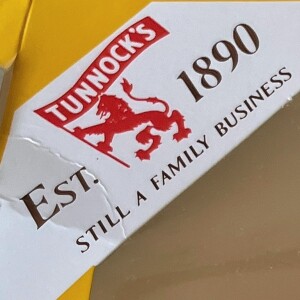 TUNNOCK'S
EST. 1890
STILL A FAMILY BUSINESS